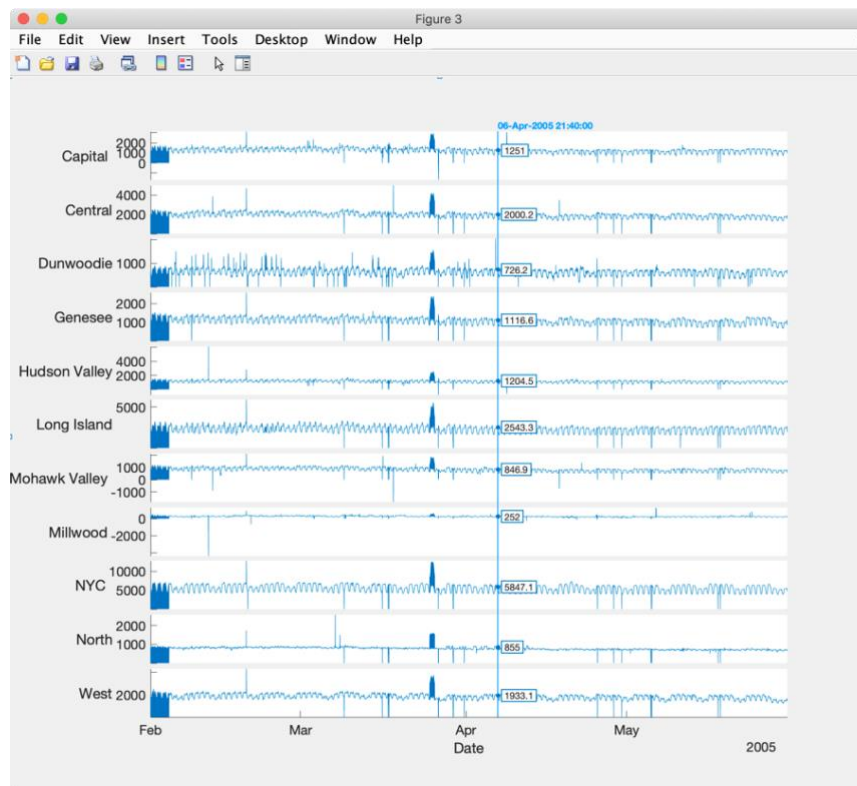 Figure 3
File Edit View Insert Tools Desktop Window Help
06-Apr-2005 21:40:00
Capital 2000 1000 0 1251
Central 4000 2000 2000.2
Dunwoodie 1000 726.2
Genesee 2000 1000 1116.6
Hudson Valley 4000 2000 1204.5
Long Island 5000 2543.3
Mohawk Valley 1000 0 -1000 846.9
Millwood 0 -2000 252
NYC 10000 5000 5847.1
North 2000 1000 855
West 2000 1933.1
Feb Mar Apr May
Date 2005